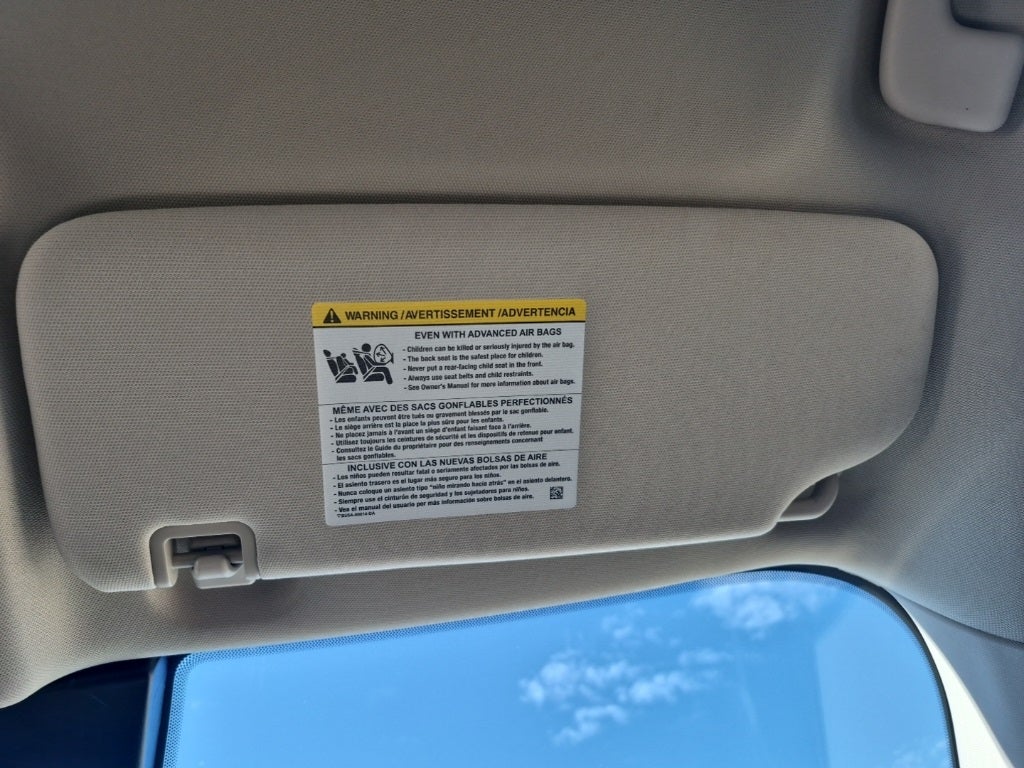 WARNING / AVERTISSEMENT / ADVERTENCIA
EVEN WITH ADVANCED AIR BAGS
- Children can be killed or seriously injured by the air bag.
- The back seat is the safest place for children.
- Never put a rear-facing child seat in the front.
- Always use seat belts and child restraints.
- See Owner's Manual for more information about air bags.
MÊME AVEC DES SACS GONFLABLES PERFECTIONNÉS
- Les enfants peuvent être tués ou gravement blessés par le sac gonflable.
- Le siège arrière est la place la plus sûre pour les enfants.
- Ne placez jamais à l'avant un siège d'enfant faisant face à l'arrière.
- Utilisez toujours les ceintures de sécurité et les dispositifs de retenue pour enfant.
- Consultez le Guide du propriétaire pour des renseignements concernant
les sacs gonflables.
INCLUSIVE CON LAS NUEVAS BOLSAS DE AIRE
- Los niños pueden resultar fatal o seriamente afectados por las bolsas de aire.
- El asiento trasero es el lugar más seguro para los niños.
- Nunca coloque un asiento tipo "niño mirando hacia atrás" en el asiento delantero.
- Siempre use el cinturón de seguridad y los sujetadores para niños.
- Vea el manual del usuario por más información sobre bolsas de aire.